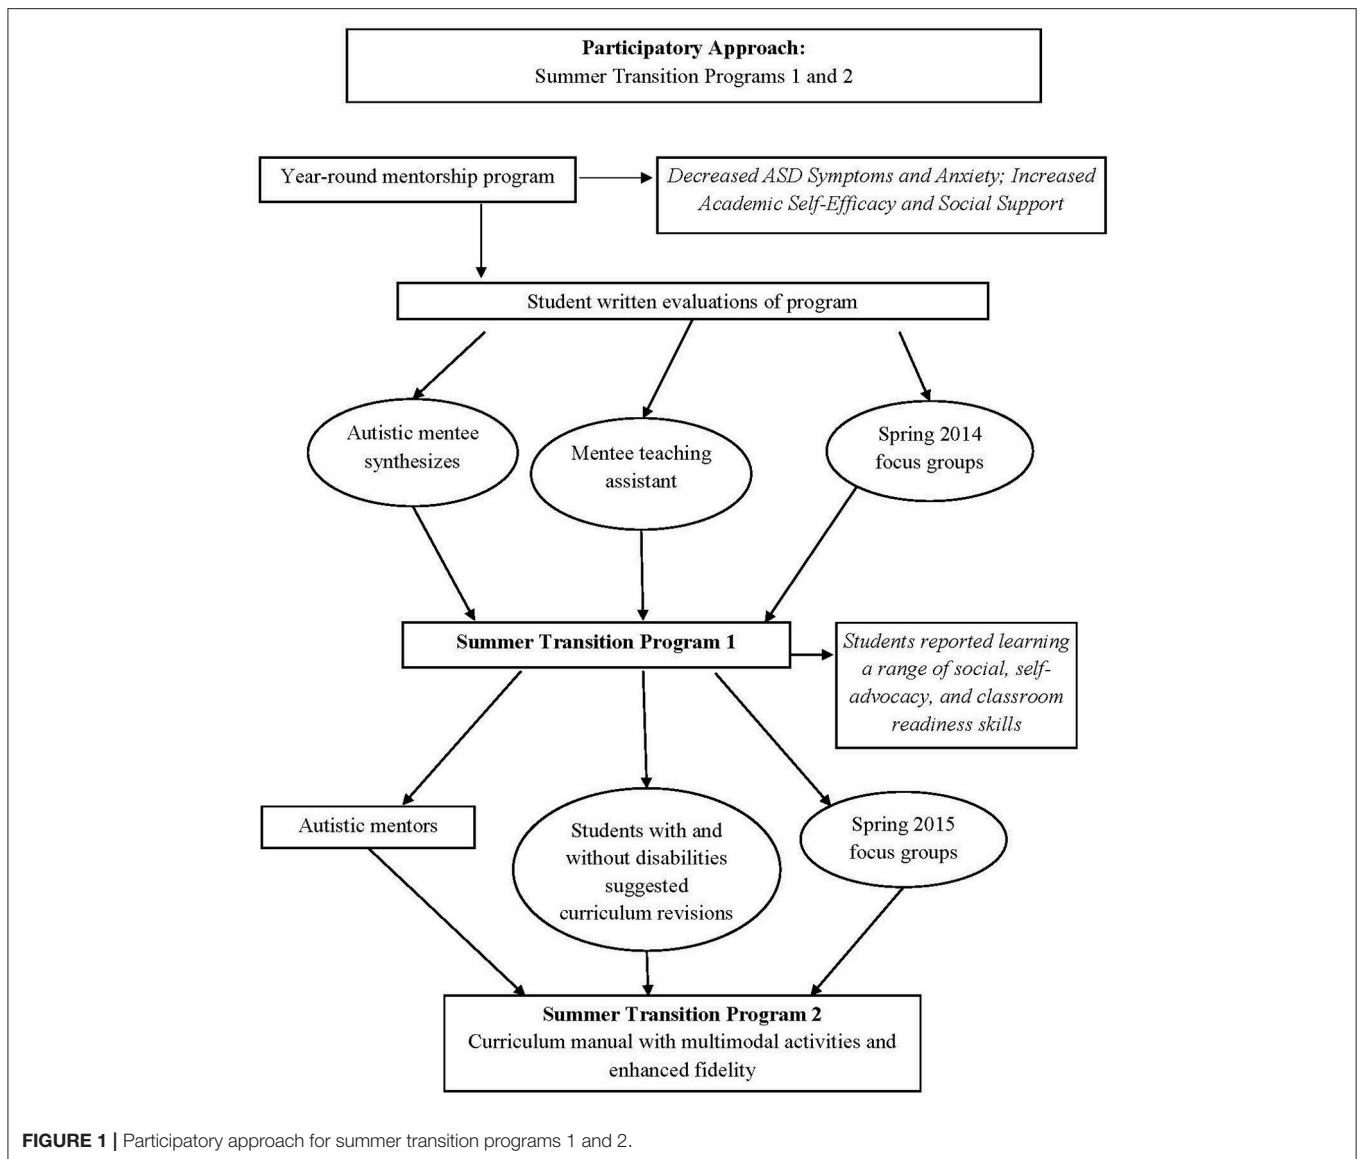 Participatory Approach:
Summer Transition Programs 1 and 2
Year-round mentorship program
Decreased ASD Symptoms and Anxiety; Increased
Academic Self-Efficacy and Social Support
Student written evaluations of program
Autistic mentee
synthesizes
Mentee teaching
assistant
Spring 2014
focus groups
Summer Transition Program 1
Students reported learning
a range of social, self-
advocacy, and classroom
readiness skills
Autistic mentors
Students with and
without disabilities
suggested
curriculum revisions
Spring 2015
focus groups
Summer Transition Program 2
Curriculum manual with multimodal activities and
enhanced fidelity
FIGURE 1 | Participatory approach for summer transition programs 1 and 2.